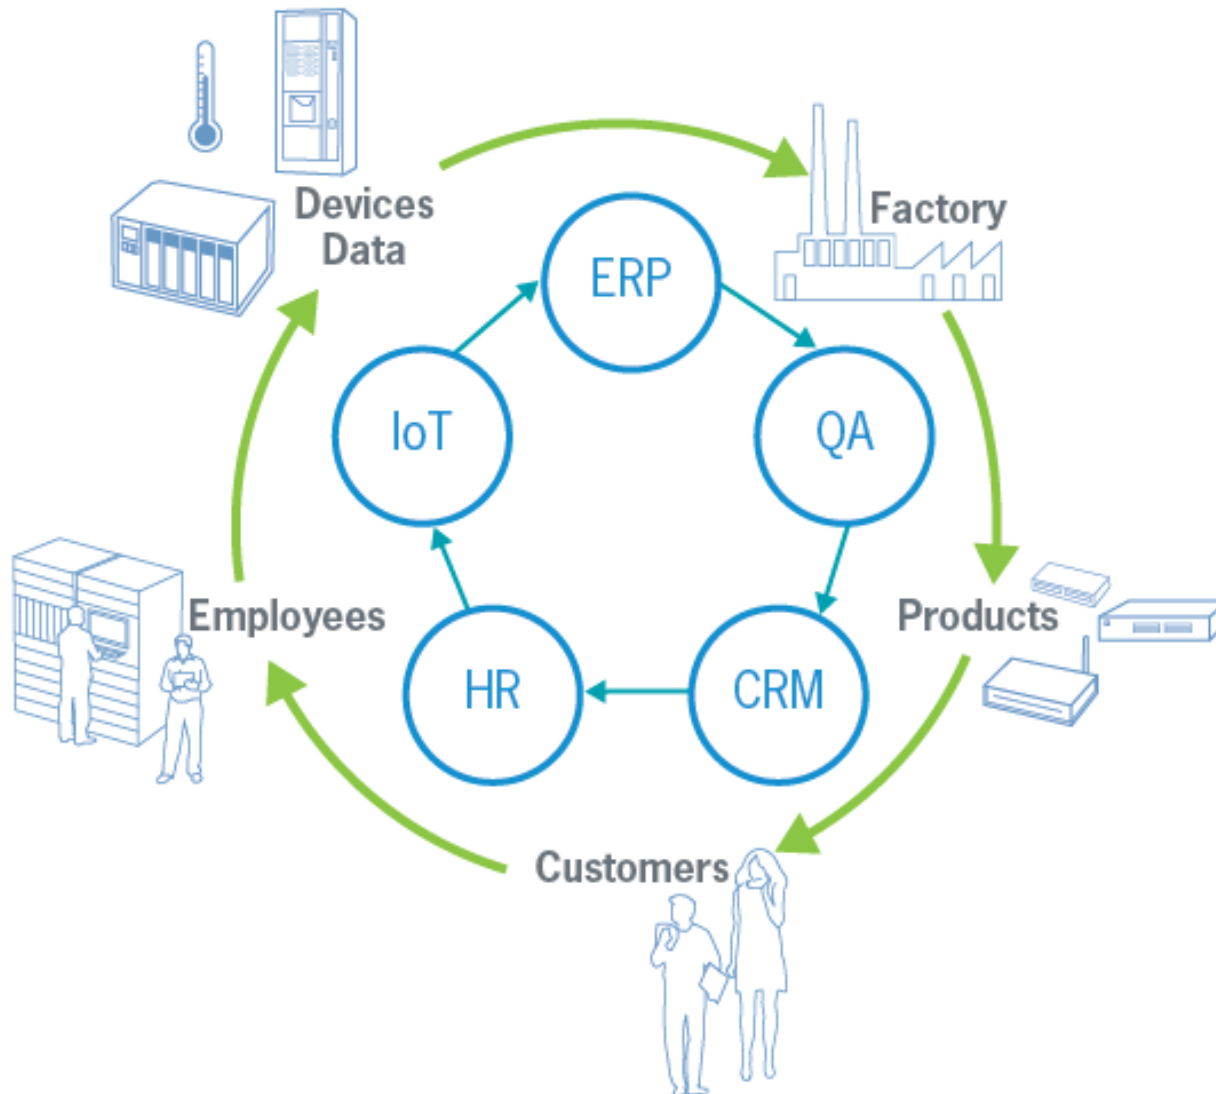 Devices
Data
Factory
ERP
IoT
QA
Employees
Products
HR
CRM
Customers